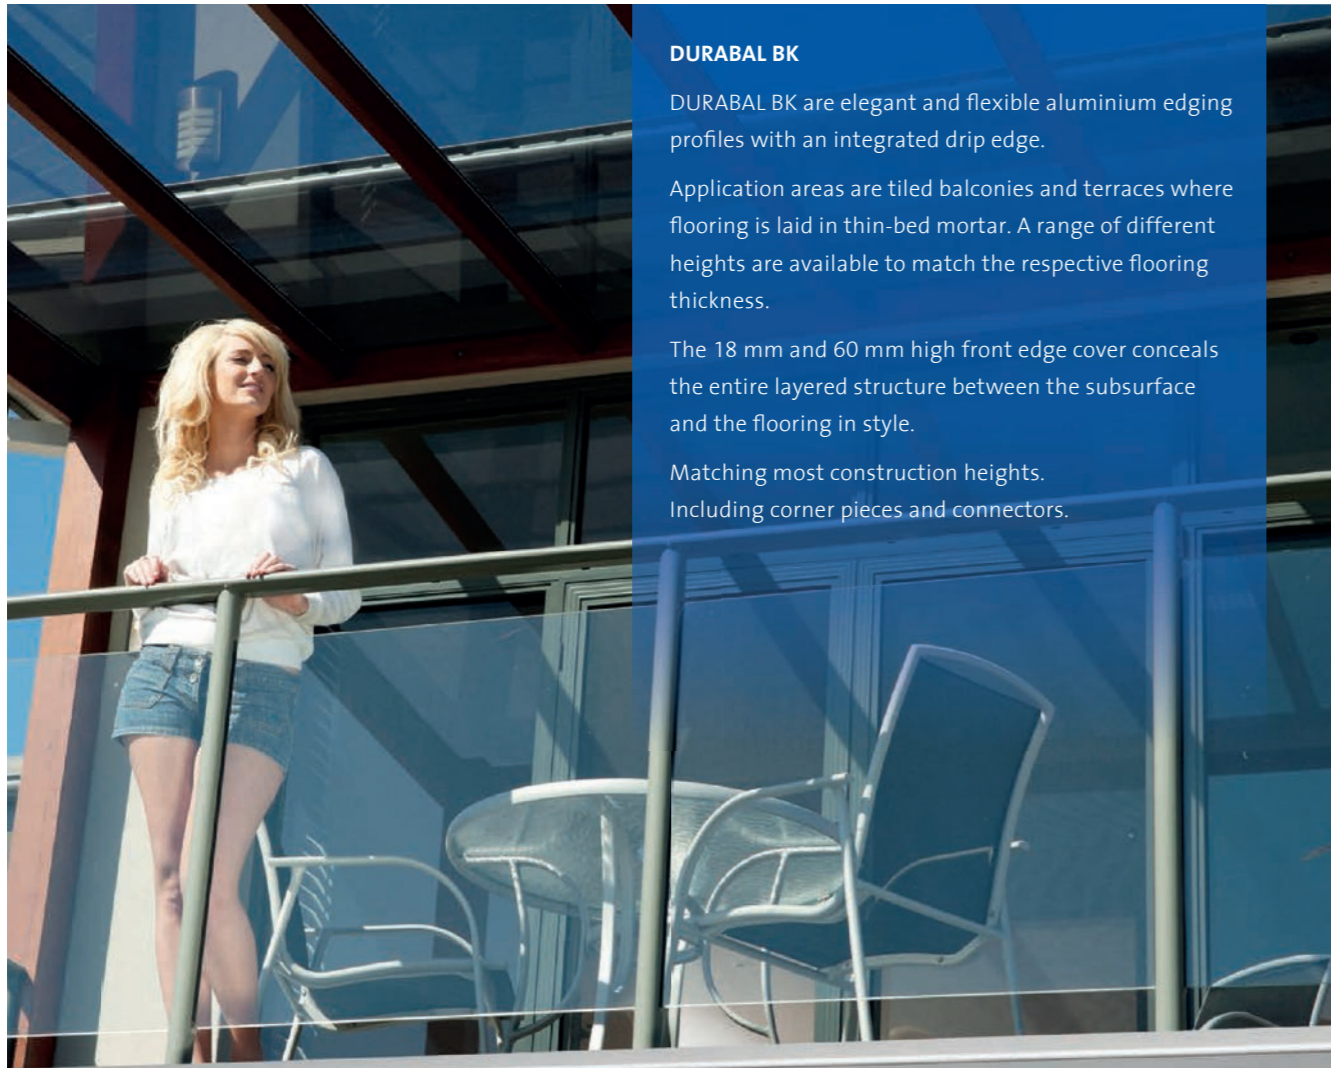 DURABAL BK
DURABAL BK are elegant and flexible aluminium edging
profiles with an integrated drip edge.
Application areas are tiled balconies and terraces where
flooring is laid in thin-bed mortar. A range of different
heights are available to match the respective flooring
thickness.
The 18 mm and 60 mm high front edge cover conceals
the entire layered structure between the subsurface
and the flooring in style.
Matching most construction heights.
Including corner pieces and connectors.